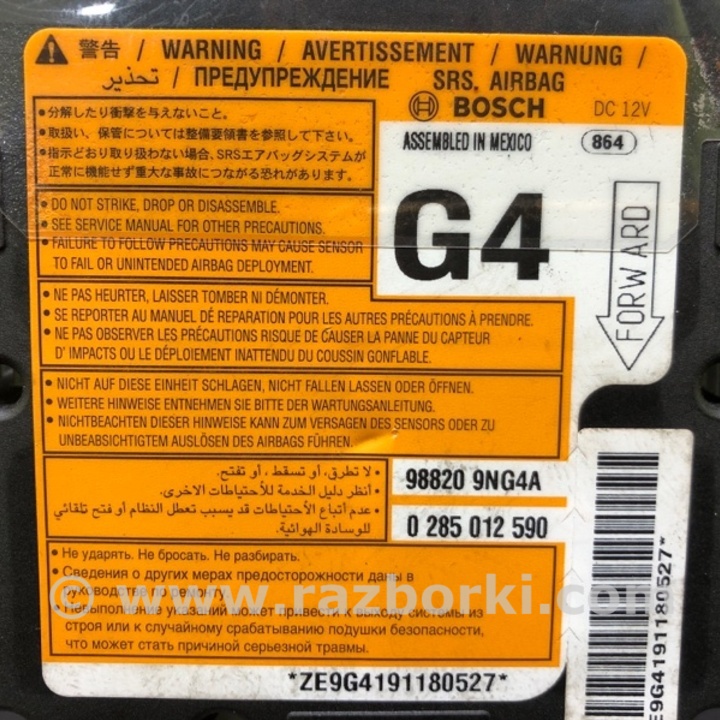 警告 / WARNING / AVERTISSEMENT / WARNUNG /
تحذير / ПРЕДУПРЕЖДЕНИЕ SRS, AIRBAG
BOSCH DC 12V
ASSEMBLED IN MEXICO 864
•分解したり衝撃を与えないこと。
•取扱い、保管については整備要領書を参照して下さい。
•指示どおり取り扱わない場合、SRSエアバッグシステムが
正常に機能せず重大な事故につながる恐れがあります。
G4
FORWARD
• DO NOT STRIKE, DROP OR DISASSEMBLE.
• SEE SERVICE MANUAL FOR OTHER PRECAUTIONS.
• FAILURE TO FOLLOW PRECAUTIONS MAY CAUSE SENSOR
TO FAIL OR UNINTENDED AIRBAG DEPLOYMENT.
• NE PAS HEURTER, LAISSER TOMBER NI DÉMONTER.
• SE REPORTER AU MANUEL DE RÉPARATION POUR LES AUTRES PRÉCAUTIONS À PRENDRE.
• NE PAS OBSERVER LES PRÉCAUTIONS RISQUE DE CAUSER LA PANNE DU CAPTEUR
D' IMPACTS OU LE DÉPLOIEMENT INATTENDU DU COUSSIN GONFLABLE.
• NICHT AUF DIESE EINHEIT SCHLAGEN, NICHT FALLEN LASSEN ODER ÖFFNEN.
• WEITERE HINWEISE ENTNEHMEN SIE BITTE DER WARTUNGSANLEITUNG.
• NICHTBEACHTEN DIESER HINWEISE KANN ZUM VERSAGEN DES SENSORS ODER ZU
UNBEABSICHTIGTEM AUSLÖSEN DES AIRBAGS FÜHREN.
• لا تطرق، أو تسقط ، أو تفتح.
• أنظر دليل الخدمة للأحتياطات الاخرى.
• عدم أتباع الأحتياطات قد يسبب تعطل النظام أو فتح تلقائي
للوسادة الهوائية.
98820 9NG4A
0 285 012 590
• Не ударять. Не бросать. Не разбирать.
• Сведения о других мерах предосторожности даны в
руководстве по ремонту.
• Невыполнение указаний может привести к выходу системы из
строя или к случайному срабатыванию подушки безопасности,
что может стать причиной серьезной травмы.
© www.razborki.com
*ZE9G4191180527*
E9G4191180527*